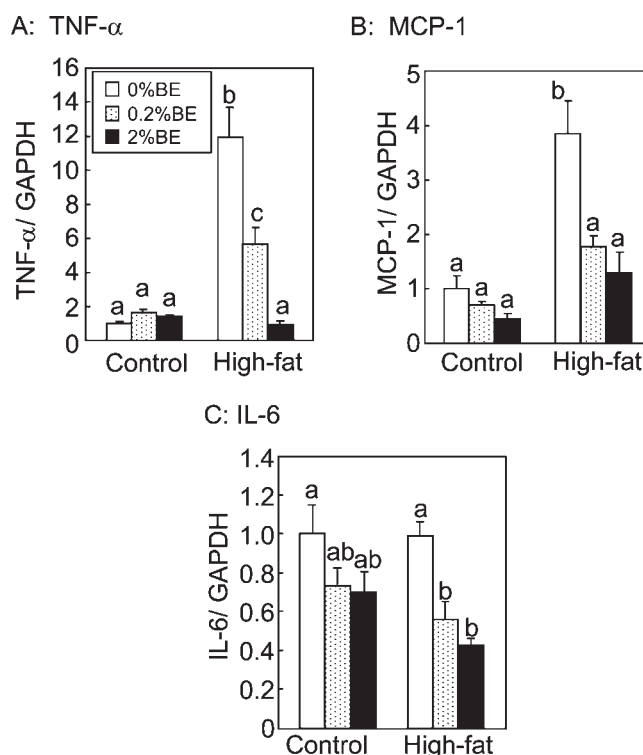 A: TNF-α
TNF-α/ GAPDH
16
14
12
10
8
6
4
2
0
0%BE
0.2%BE
2%BE
a
a
a
b
c
a
Control
High-fat
B: MCP-1
MCP-1/ GAPDH
5
4
3
2
1
0
a
a
a
b
a
a
Control
High-fat
C: IL-6
IL-6/ GAPDH
1.4
1.2
1.0
0.8
0.6
0.4
0.2
0
a
ab
ab
a
b
b
Control
High-fat